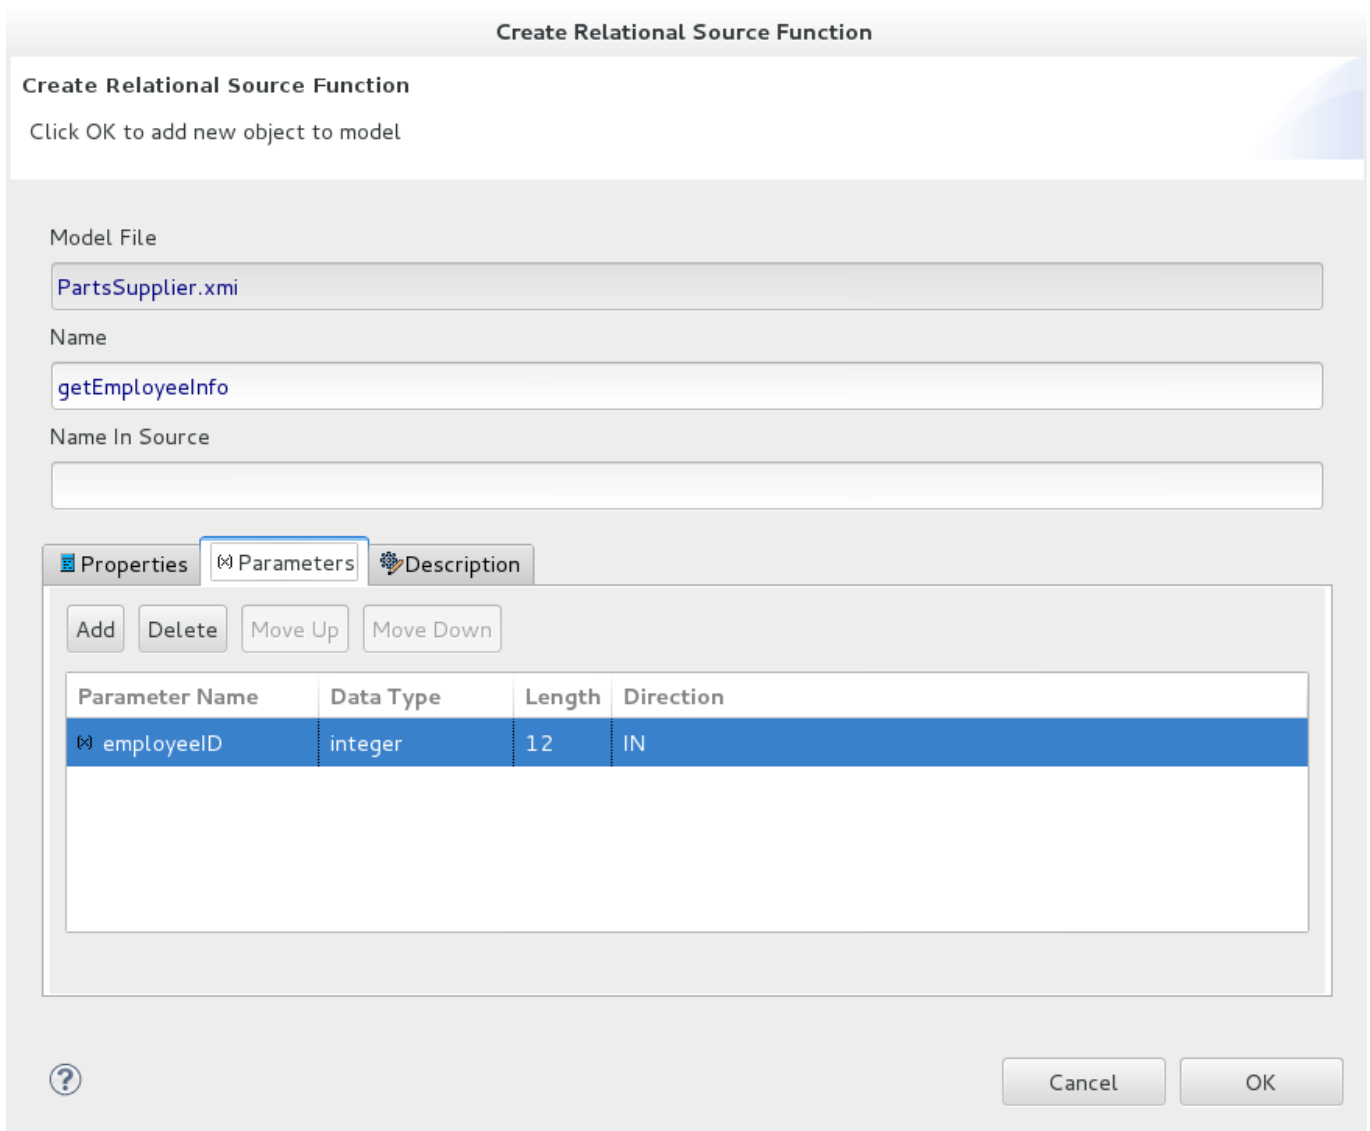 Create Relational Source Function
Create Relational Source Function
Click OK to add new object to model
Model File
PartsSupplier.xmi
Name
getEmployeeInfo
Name In Source
Properties (x) Parameters Description
Add Delete Move Up Move Down
Parameter Name Data Type Length Direction
(x) employeeID integer 12 IN
? Cancel OK